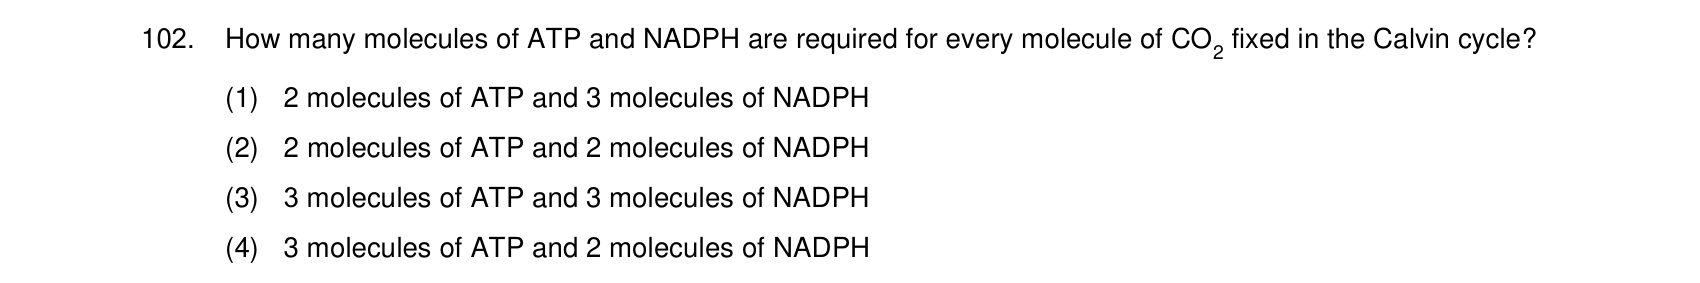 102. How many molecules of ATP and NADPH are required for every molecule of CO₂ fixed in the Calvin cycle?
(1) 2 molecules of ATP and 3 molecules of NADPH
(2) 2 molecules of ATP and 2 molecules of NADPH
(3) 3 molecules of ATP and 3 molecules of NADPH
(4) 3 molecules of ATP and 2 molecules of NADPH